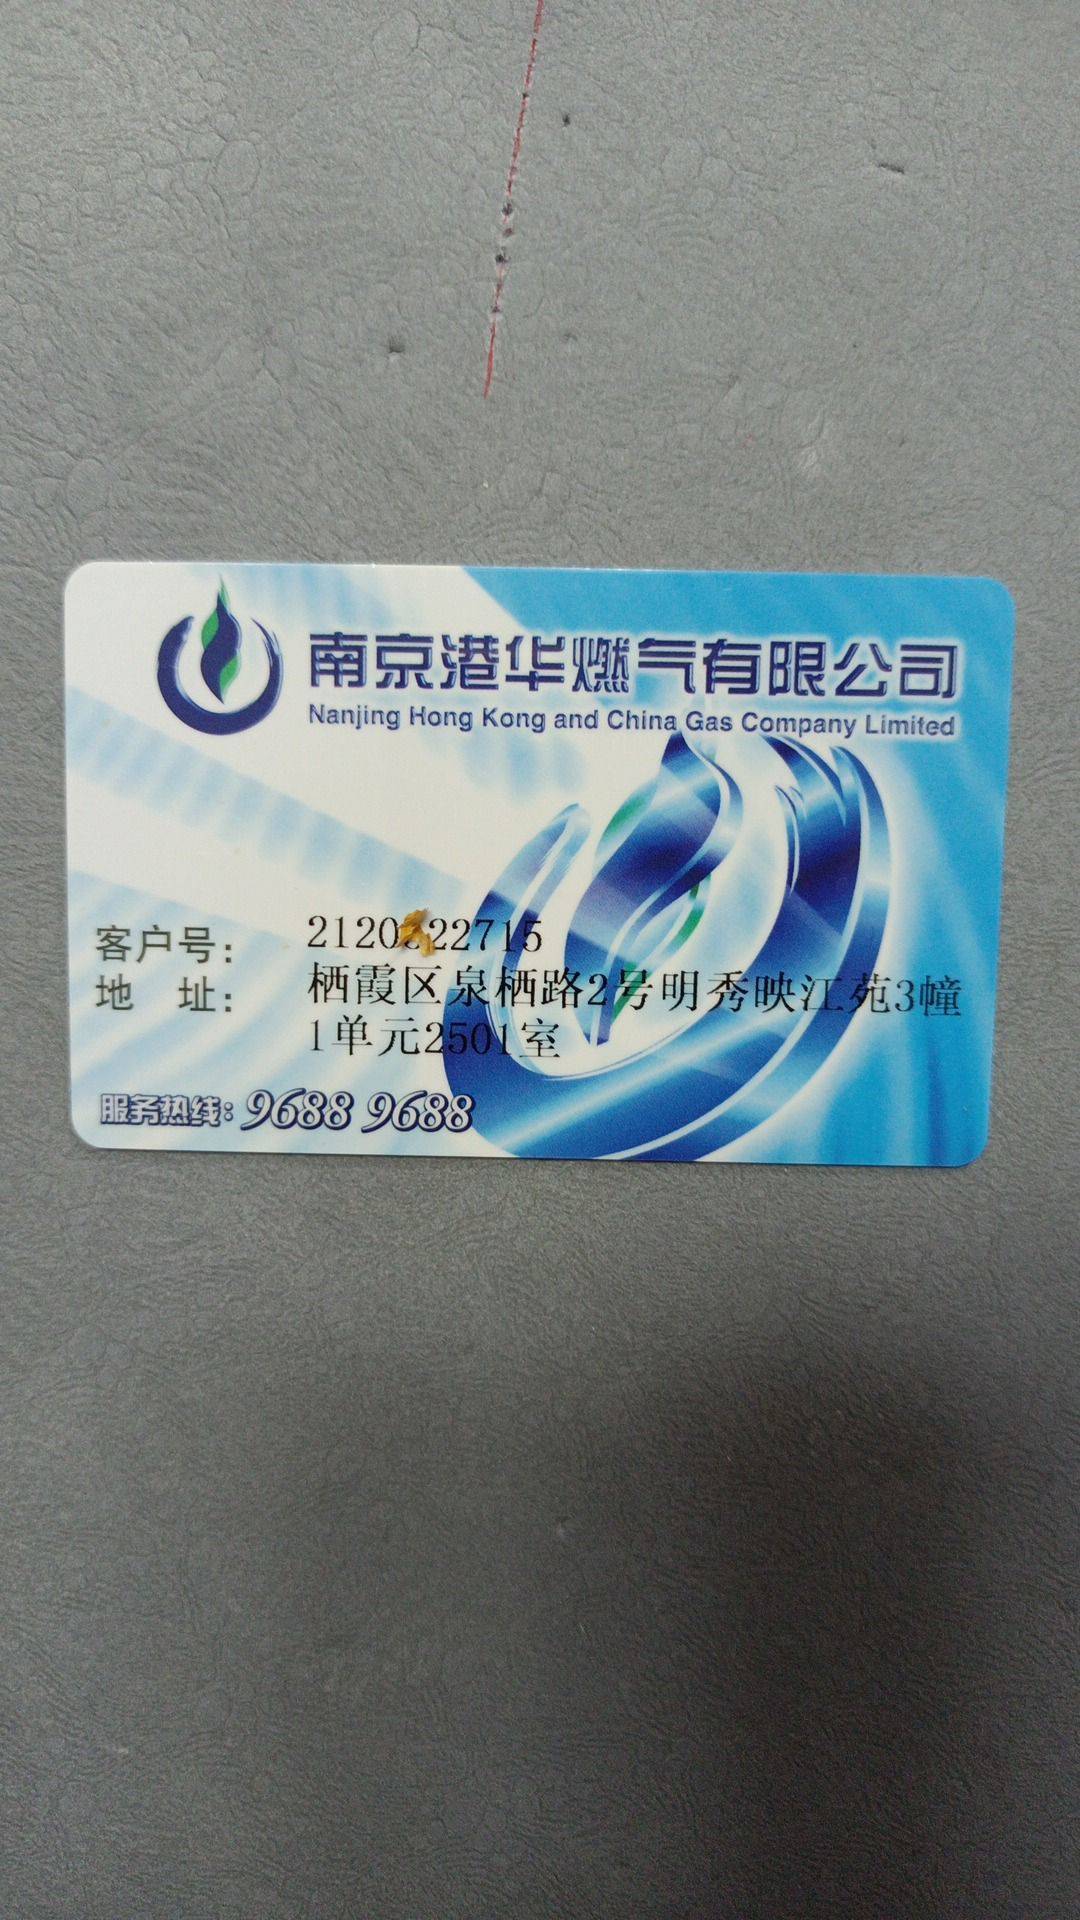 南京港华燃气有限公司
Nanjing Hong Kong and China Gas Company Limited
客户号:
地 址: 栖霞区泉栖路2号明秀映江苑3幢
1单元2501室
服务热线: 9688 9688